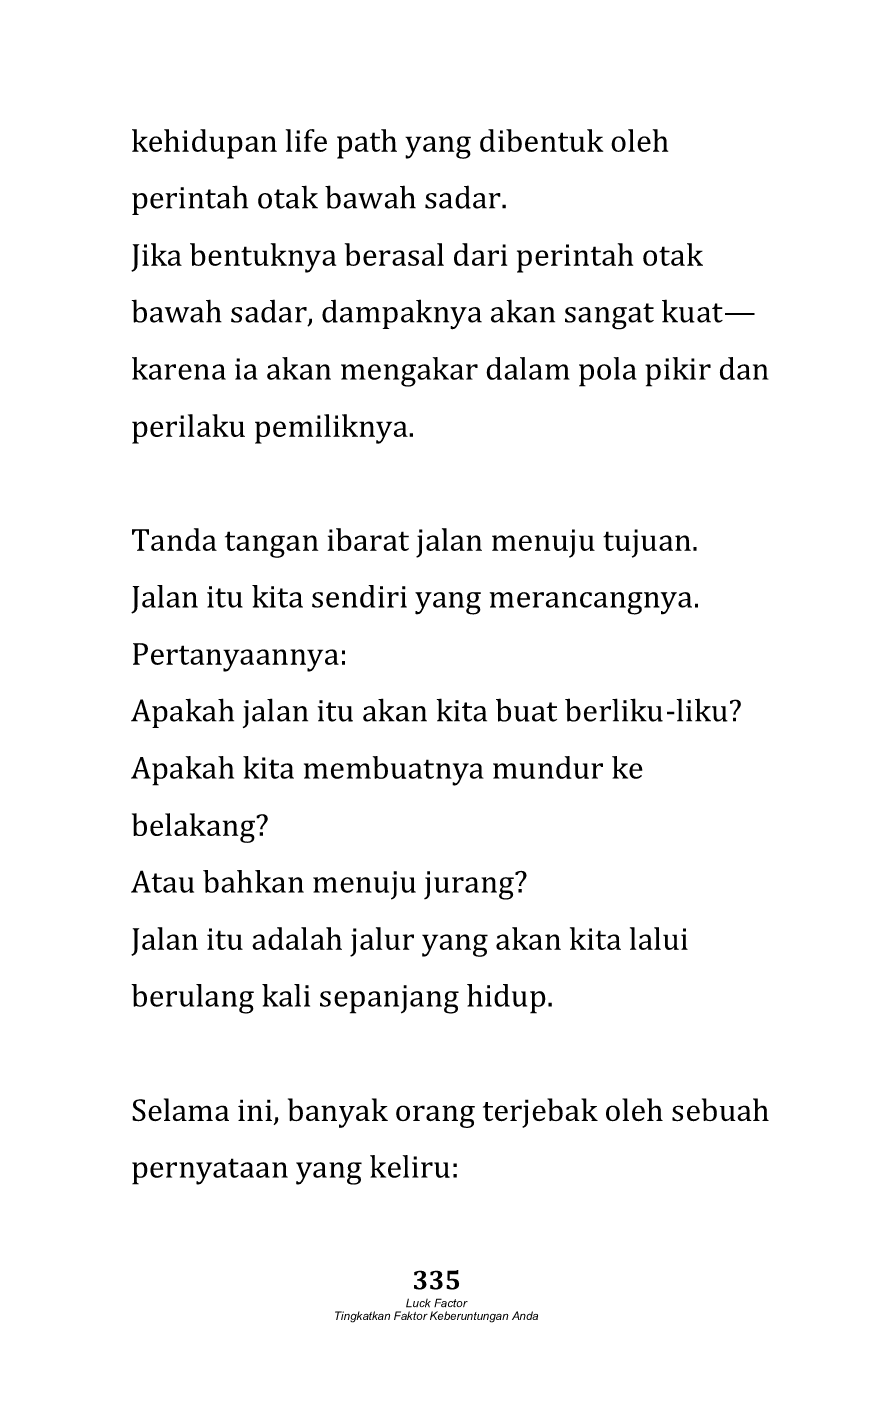 kehidupan life path yang dibentuk oleh
perintah otak bawah sadar.
Jika bentuknya berasal dari perintah otak
bawah sadar, dampaknya akan sangat kuat—
karena ia akan mengakar dalam pola pikir dan
perilaku pemiliknya.
Tanda tangan ibarat jalan menuju tujuan.
Jalan itu kita sendiri yang merancangnya.
Pertanyaannya:
Apakah jalan itu akan kita buat berliku-liku?
Apakah kita membuatnya mundur ke
belakang?
Atau bahkan menuju jurang?
Jalan itu adalah jalur yang akan kita lalui
berulang kali sepanjang hidup.
Selama ini, banyak orang terjebak oleh sebuah
pernyataan yang keliru:
335
Luck Factor
Tingkatkan Faktor Keberuntungan Anda